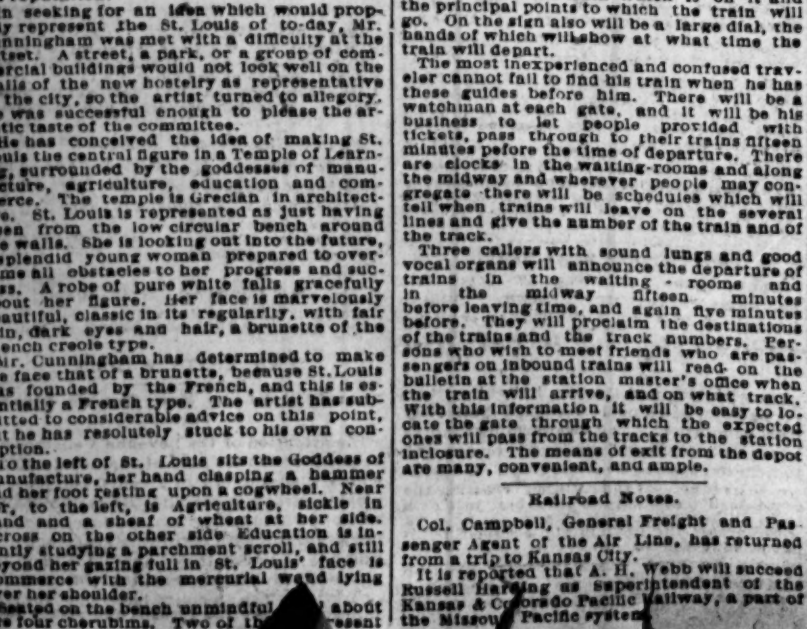 in seeking for an idea which would prop-
represent the St. Louis of to-day, Mr.
nningham was met with a difficulty at the
tset. A street, a park, or a group of com-
ercial buildings would not look well on the
alls of the new hostelry as representative
the city, so the artist turned to allegory.
was successful enough to please the ar-
tic taste of the committee.
He has conceived the idea of making St.
uis the central figure in a Temple of Learn-
g, surrounded by the goddesses of manu-
cture, agriculture, education and com-
erce. The temple is Grecian in architect-
e. St. Louis is represented as just having
en from the low circular bench around
e walls. She is looking out into the future,
splendid young woman prepared to over-
me all obstacles to her progress and suc-
ss. A robe of pure white falls gracefully
out her figure. Her face is marvelously
autiful, classic in its regularity, with fair
in, dark eyes and hair, a brunette of the
ench creole type.
Mr. Cunningham has determined to make
e face that of a brunette, because St. Louis
as founded by the French, and this is es-
ntially a French type. The artist has sub-
tted to considerable advice on this point,
t he has resolutely stuck to his own con-
ption.
To the left of St. Louis sits the Goddess of
anufacture, her hand clasping a hammer
d her foot resting upon a cogwheel. Near
r, to the left, is Agriculture, sickle in
nd and a sheaf of wheat at her side.
cross on the other side Education is in-
ntly studying a parchment scroll, and still
yond her gazing full in St. Louis' face is
ommerce with the mercurial wand lying
er her shoulder.
Seated on the bench unmindful about
e four cherubims. Two of resent
the principal points to which the train will
go. On the sign also will be a large dial, the
hands of which will show at what time the
train will depart.
The most inexperienced and confused trav-
eler cannot fail to find his train when he has
these guides before him. There will be a
watchman at each gate, and it will be his
business to let people provided with
tickets, pass through to their trains fifteen
minutes before the time of departure. There
are clocks in the waiting-rooms and along
the midway and wherever people may con-
gregate there will be schedules which will
tell when trains will leave on the several
lines and give the number of the train and of
the track.
Three callers with sound lungs and good
vocal organs will announce the departure of
trains in the waiting - rooms and
in the midway fifteen minutes
before leaving time, and again five minutes
before. They will proclaim the destinations
of the trains and the track numbers. Per-
sons who wish to meet friends who are pas-
sengers on inbound trains will read on the
bulletin at the station master's office when
the train will arrive, and on what track.
With this information it will be easy to lo-
cate the gate through which the expected
ones will pass from the tracks to the station
inclosure. The means of exit from the depot
are many, convenient, and ample.
Railroad Notes.
Col. Campbell, General Freight and Pas-
senger Agent of the Air Line, has returned
from a trip to Kansas City.
It is reported that A. H. Webb will succeed
Russell Harding as Superintendent of the
Kansas & Colorado Pacific Railway, a part of
the Missouri Pacific system